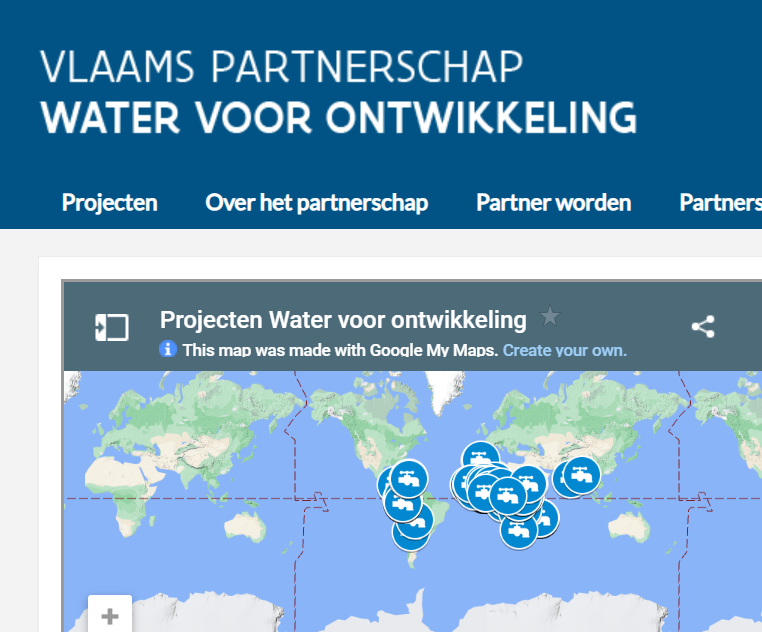 VLAAMS PARTNERSCHAP
WATER VOOR ONTWIKKELING
Projecten Over het partnerschap Partner worden Partners
Projecten Water voor ontwikkeling
This map was made with Google My Maps. Create your own.